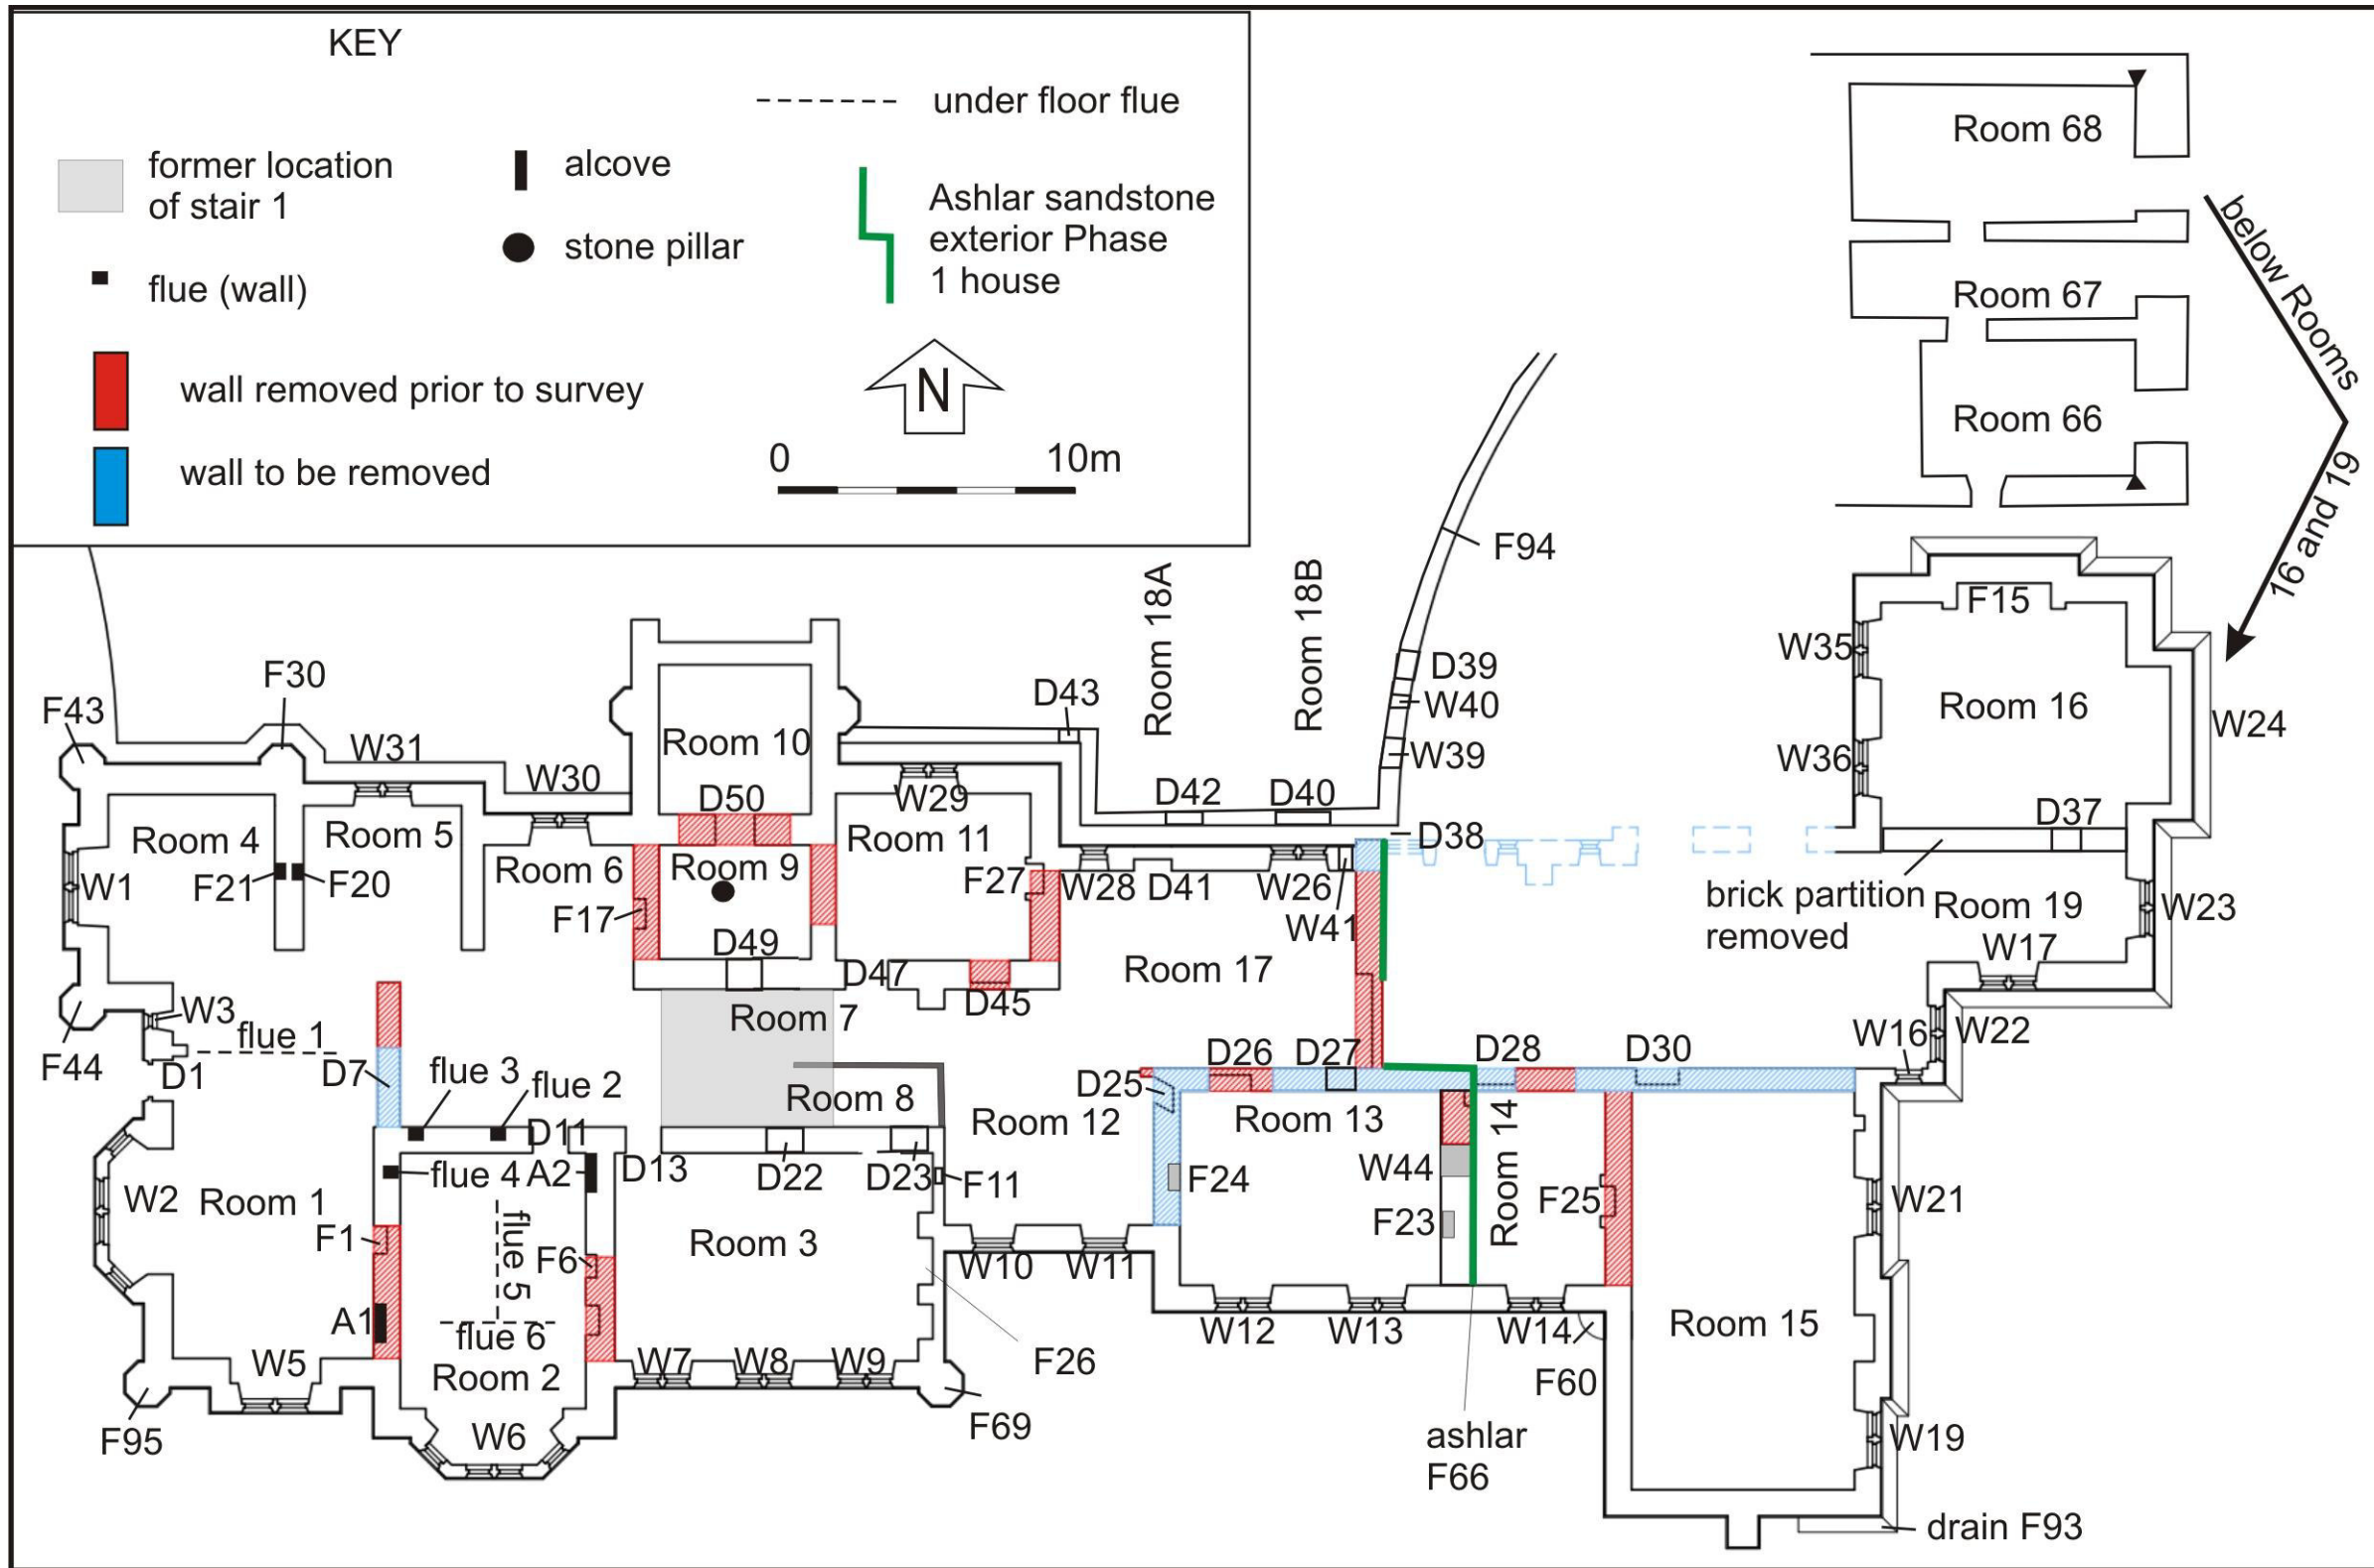 KEY
under floor flue
former location
of stair 1
alcove
Ashlar sandstone
exterior Phase
1 house
stone pillar
flue (wall)
N
wall removed prior to survey
wall to be removed
0 10m
Room 68
Room 67
Room 66
below Rooms
16 and 19
F94
Room 18A
Room 18B
F15
W35
D39
F30
D43
W40
F43
Room 16
W24
W31
Room 10
W39
W36
W30
D50
W29
D42
D40
D37
Room 4
Room 5
Room 11
D38
Room 6
Room 9
F27
W1
F21
F20
W28
D41
W26
brick partition
removed
Room 19
W23
F17
W41
D49
W17
D47
Room 17
D45
W3
Room 7
flue 1
W16
W22
F44
D1
D7
flue 3
flue 2
D26
D27
D28
D30
D25
Room 8
D11
Room 12
Room 13
Room 14
flue 4
A2
D13
D22
D23
F11
F24
W44
W2
Room 1
F25
W21
F1
flue 5
F23
Room 3
F6
W10
W11
A1
flue 6
Room 15
W12
W13
W14
W5
Room 2
W7
W8
W9
F26
F60
W6
F95
F69
ashlar
F66
W19
drain F93